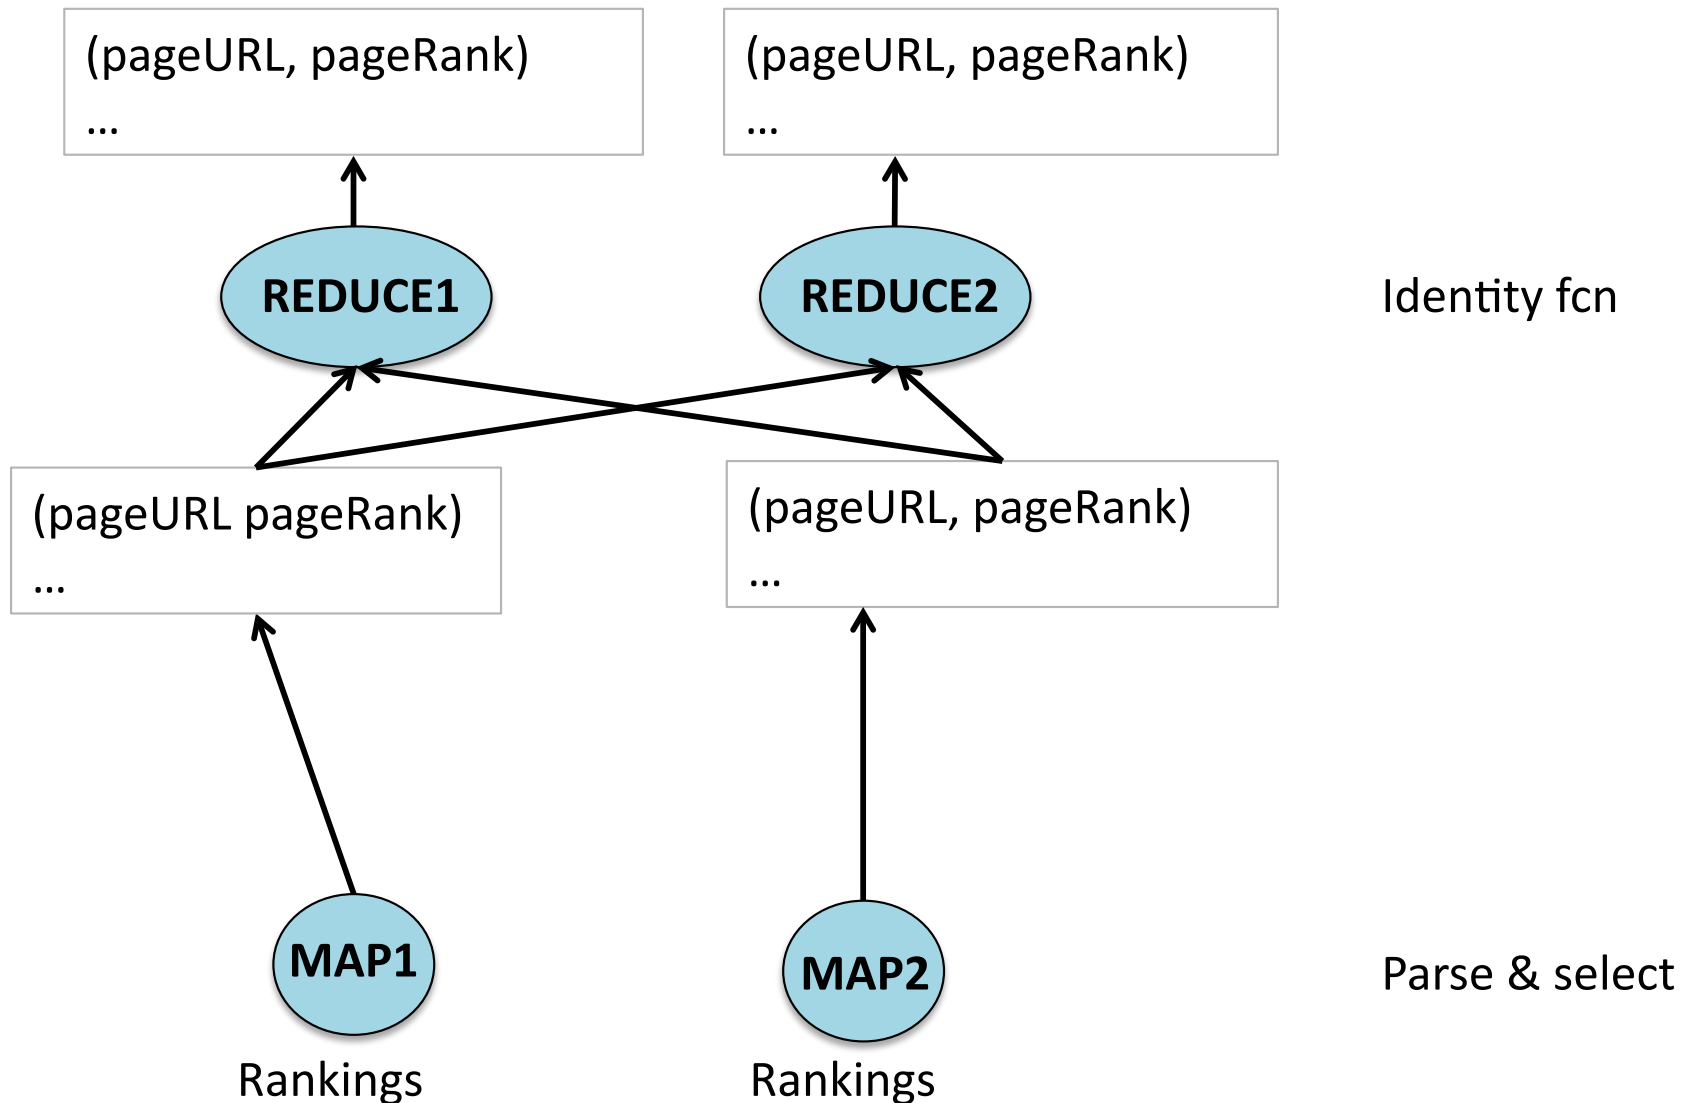 (pageURL, pageRank)
...
(pageURL, pageRank)
...
REDUCE1
REDUCE2
Identity fcn
(pageURL pageRank)
...
(pageURL, pageRank)
...
MAP1
MAP2
Parse & select
Rankings
Rankings